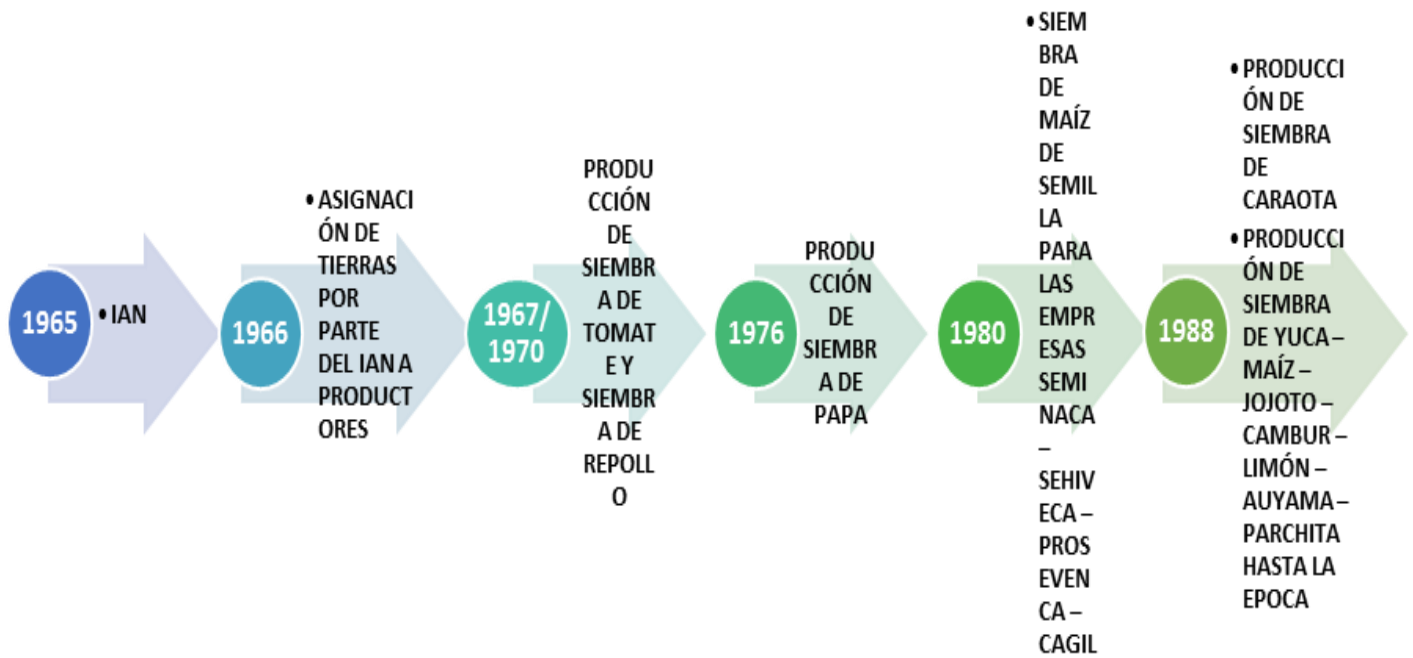 1965
• IAN
1966
• ASIGNACI
ÓN DE
TIERRAS
POR
PARTE
DEL IAN A
PRODUCT
ORES
1967/
1970
PRODU
CCIÓN
DE
SIEMBR
A DE
TOMAT
E Y
SIEMBR
A DE
REPOLL
O
1976
PRODU
CCIÓN
DE
SIEMBR
A DE
PAPA
1980
• SIEM
BRA
DE
MAÍZ
DE
SEMIL
LA
PARA
LAS
EMPR
ESAS
SEMI
NACA
–
SEHIV
ECA –
PROS
EVEN
CA –
CAGIL
1988
• PRODUCCI
ÓN DE
SIEMBRA
DE
CARAOTA
• PRODUCCI
ÓN DE
SIEMBRA
DE YUCA –
MAÍZ –
JOJOTO –
CAMBUR –
LIMÓN –
AUYAMA –
PARCHITA
HASTA LA
EPOCA